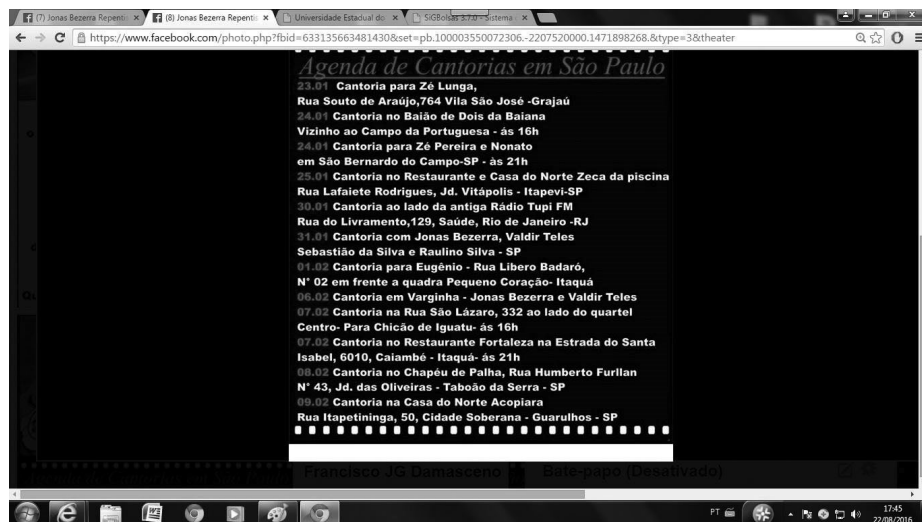 (7) Jonas Bezerra Repenti
(8) Jonas Bezerra Repentis
Universidade Estadual do
SIGBolsas 3.7.0 - Sistema
https://www.facebook.com/photo.php?fbid=633135663481430&set=pb.100003550072306.-2207520000.1471898268.&type=3&theater
Agenda de Cantorias em São Paulo
23.01 Cantoria para Zé Lunga,
Rua Souto de Araújo,764 Vila São José -Grajaú
24.01 Cantoria no Baião de Dois da Baiana
Vizinho ao Campo da Portuguesa - ás 16h
24.01 Cantoria para Zé Pereira e Nonato
em São Bernardo do Campo-SP - às 21h
25.01 Cantoria no Restaurante e Casa do Norte Zeca da piscina
Rua Lafaiete Rodrigues, Jd. Vitápolis - Itapevi-SP
30.01 Cantoria ao lado da antiga Rádio Tupi FM
Rua do Livramento,129, Saúde, Rio de Janeiro -RJ
31.01 Cantoria com Jonas Bezerra, Valdir Teles
Sebastião da Silva e Raulino Silva - SP
01.02 Cantoria para Eugênio - Rua Libero Badaró,
N° 02 em frente a quadra Pequeno Coração- Itaquá
06.02 Cantoria em Varginha - Jonas Bezerra e Valdir Teles
07.02 Cantoria na Rua São Lázaro, 332 ao lado do quartel
Centro- Para Chicão de Iguatu- ás 16h
07.02 Cantoria no Restaurante Fortaleza na Estrada do Santa
Isabel, 6010, Caiambé - Itaquá- ás 21h
08.02 Cantoria no Chapéu de Palha, Rua Humberto Furllan
N° 43, Jd. das Oliveiras - Taboão da Serra - SP
09.02 Cantoria na Casa do Norte Acopiara
Rua Itapetininga, 50, Cidade Soberana - Guarulhos - SP
Francisco JG Damasceno
Bate-papo (Desativado)
PT
17:45
22/08/2016